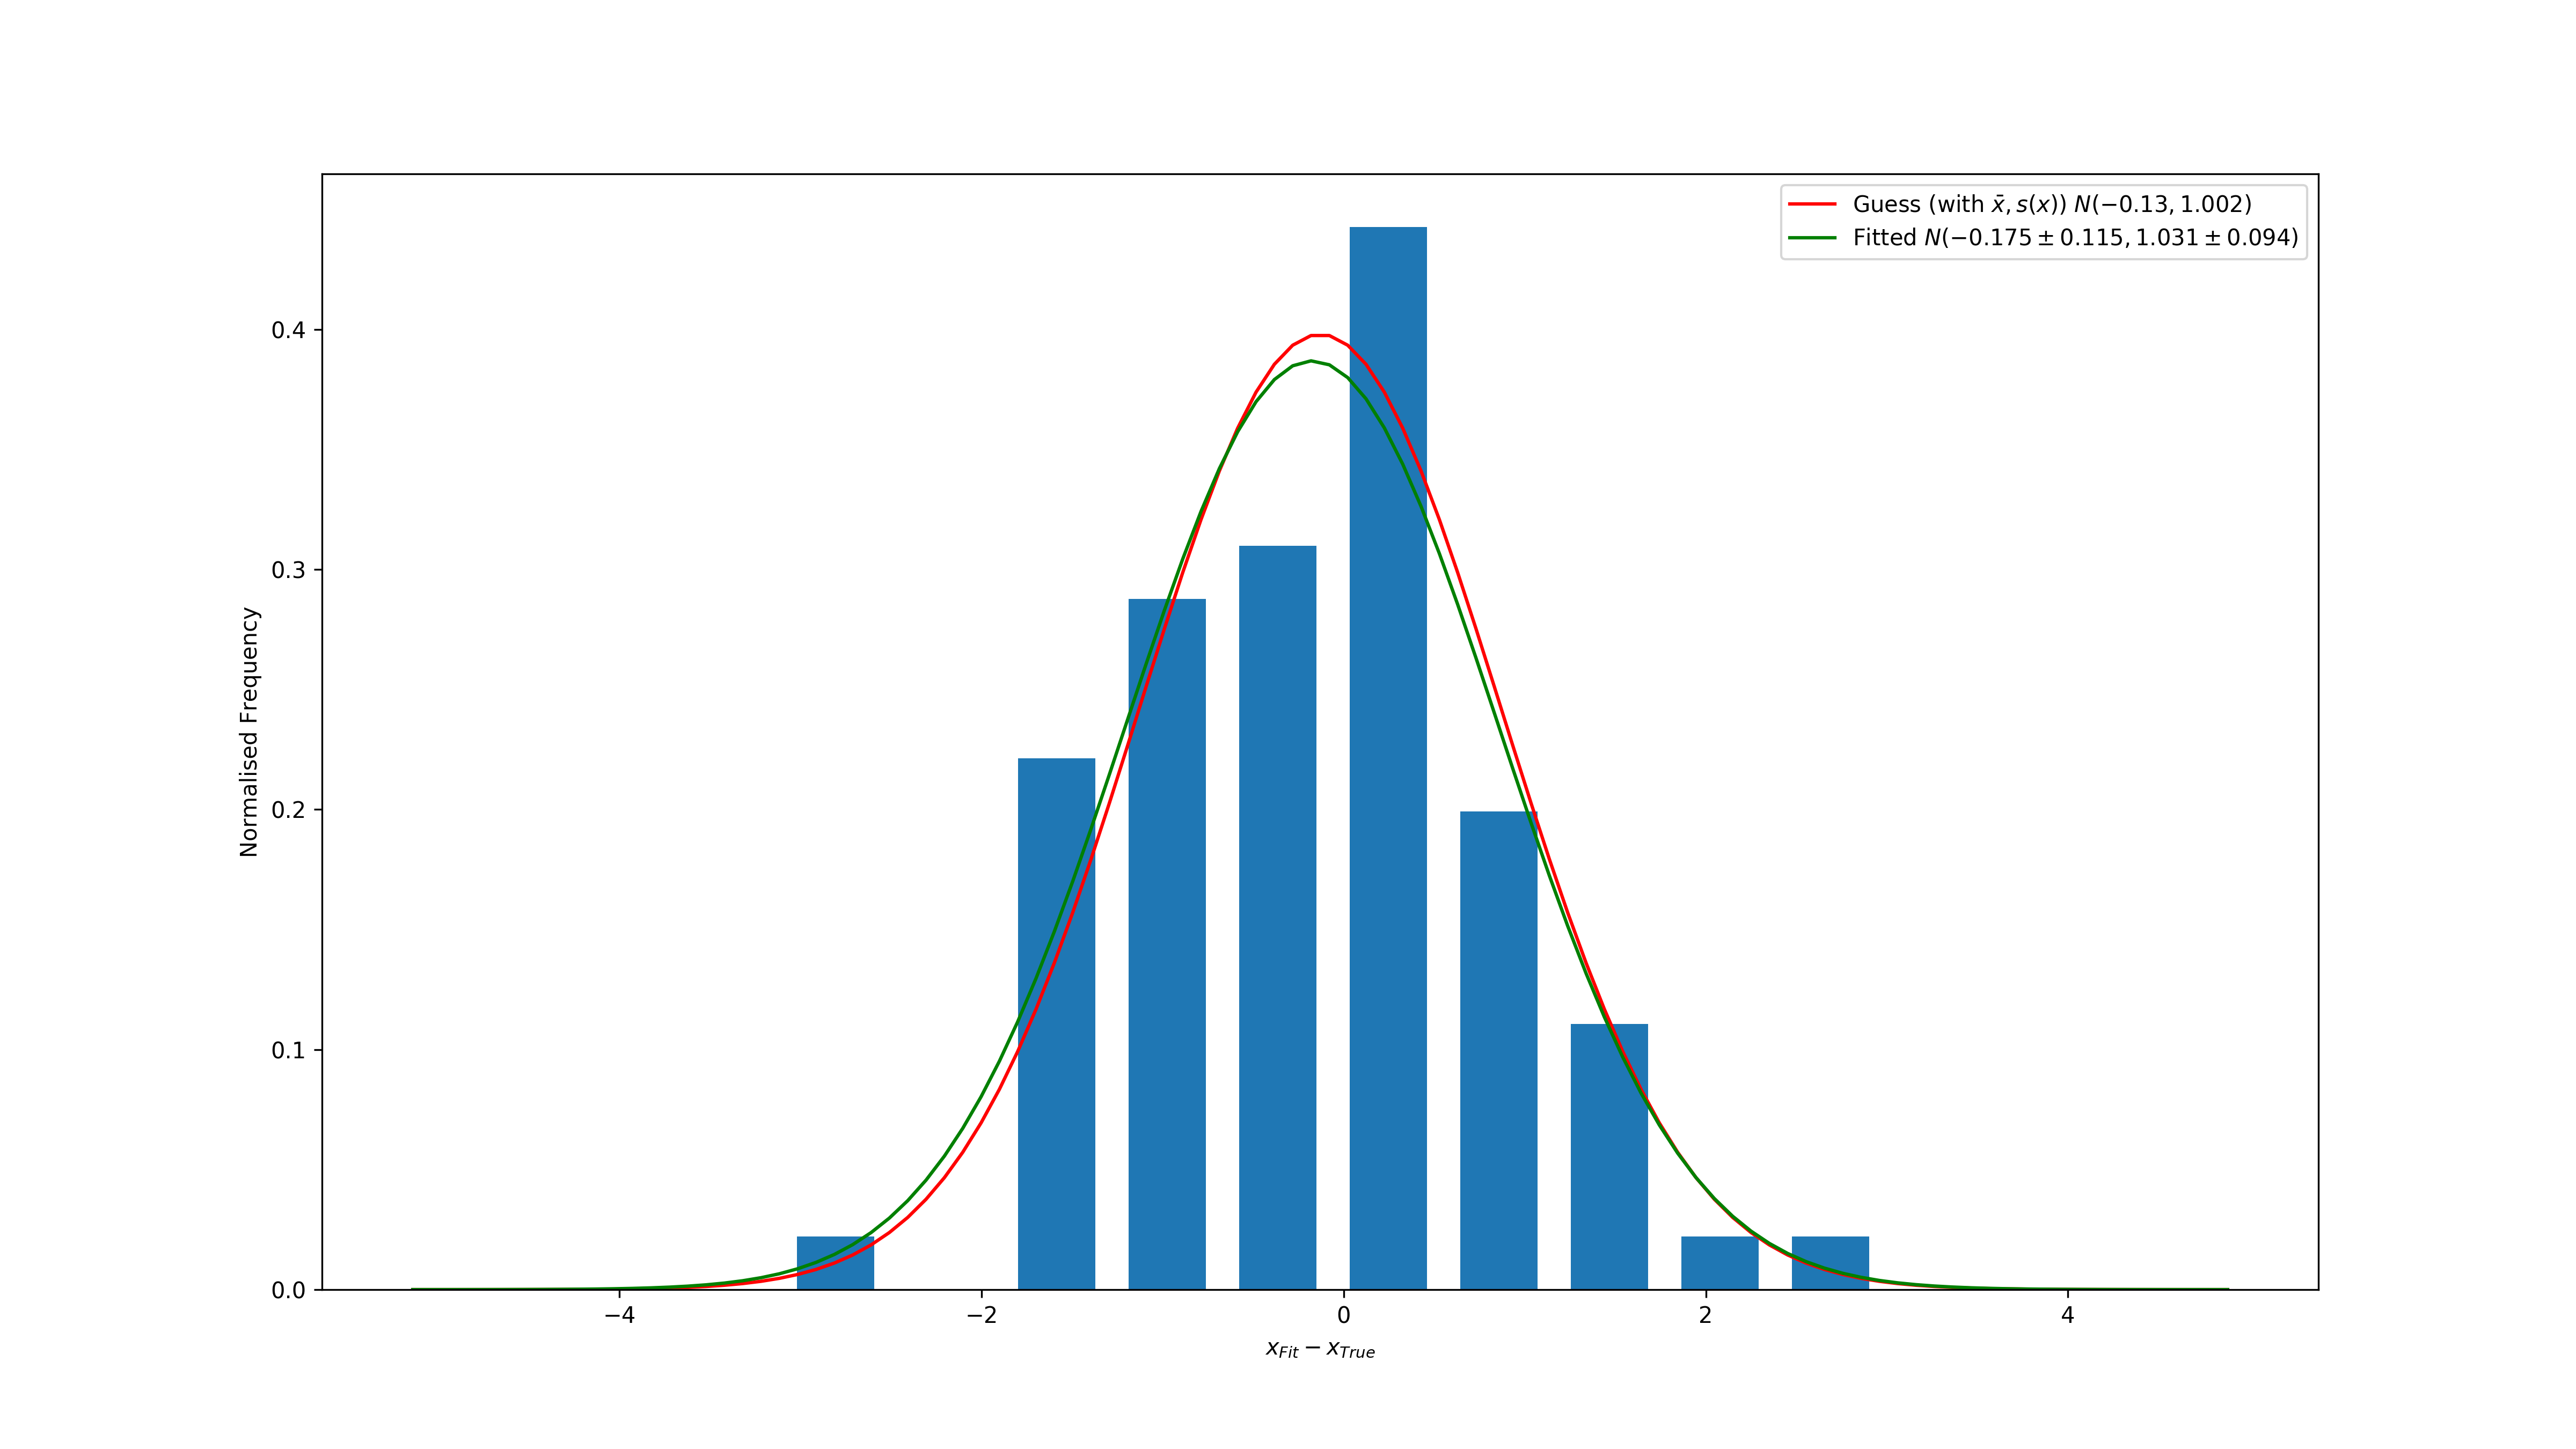 Guess (with x̄, s(x)) N(−0.13, 1.002)
Fitted N(−0.175 ± 0.115, 1.031 ± 0.094)
Normalised Frequency
0.4
0.3
0.2
0.1
0.0
−4 −2 0 2 4
x_Fit − x_True